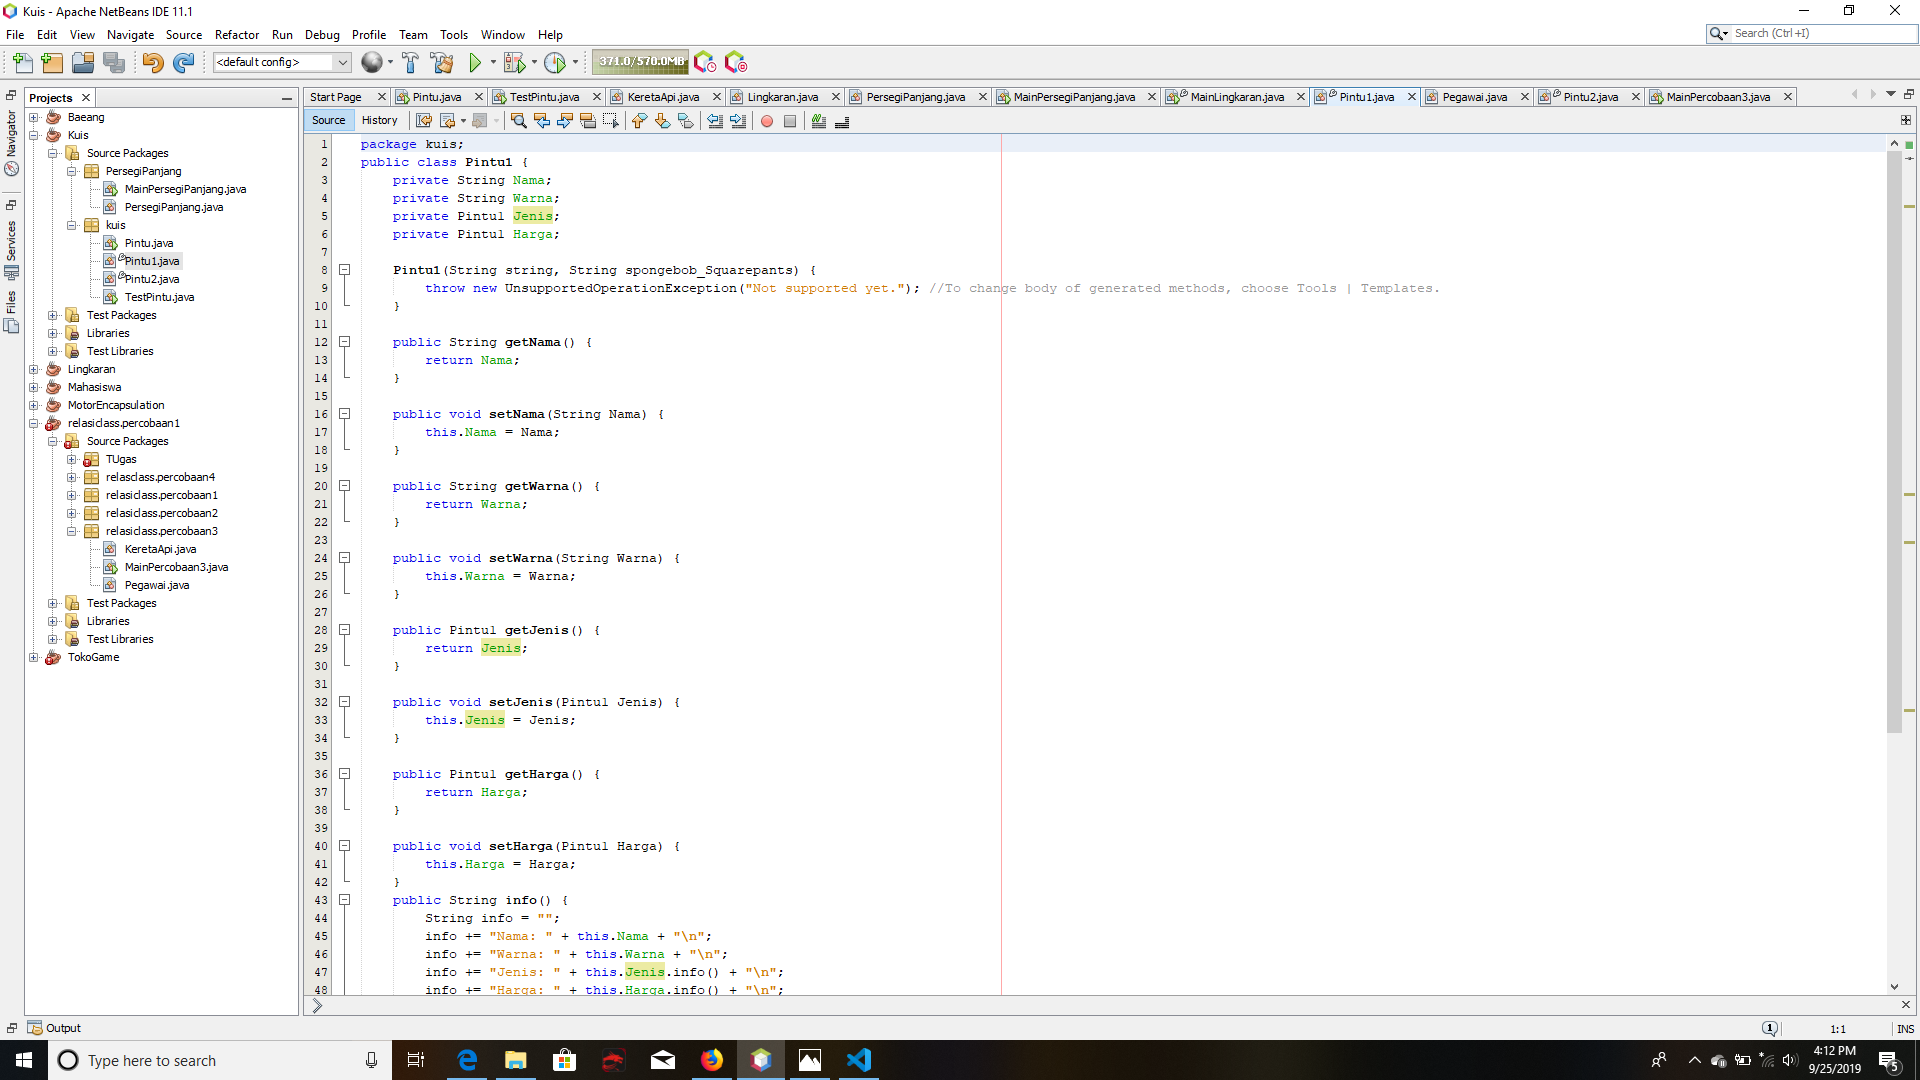 Kuis - Apache NetBeans IDE 11.1
File Edit View Navigate Source Refactor Run Debug Profile Team Tools Window Help
Search (Ctrl+I)
<default config>
371.0/570.0MB
Projects
Start Page Pintu.java TestPintu.java KeretaApi.java Lingkaran.java PersegiPanjang.java MainPersegiPanjang.java MainLingkaran.java Pintu1.java Pegawai.java Pintu2.java MainPercobaan3.java
Source History
Navigator
Services
Files
Baeang
Kuis
Source Packages
PersegiPanjang
MainPersegiPanjang.java
PersegiPanjang.java
kuis
Pintu.java
Pintu1.java
Pintu2.java
TestPintu.java
Test Packages
Libraries
Test Libraries
Lingkaran
Mahasiswa
MotorEncapsulation
relasiclass.percobaan1
Source Packages
TUgas
relasclass.percobaan4
relasiclass.percobaan1
relasiclass.percobaan2
relasiclass.percobaan3
KeretaApi.java
MainPercobaan3.java
Pegawai.java
Test Packages
Libraries
Test Libraries
TokoGame
1 package kuis;
2 public class Pintu1 {
3 private String Nama;
4 private String Warna;
5 private Pintu1 Jenis;
6 private Pintu1 Harga;
7
8 Pintu1(String string, String spongebob_Squarepants) {
9 throw new UnsupportedOperationException("Not supported yet."); //To change body of generated methods, choose Tools | Templates.
10 }
11
12 public String getNama() {
13 return Nama;
14 }
15
16 public void setNama(String Nama) {
17 this.Nama = Nama;
18 }
19
20 public String getWarna() {
21 return Warna;
22 }
23
24 public void setWarna(String Warna) {
25 this.Warna = Warna;
26 }
27
28 public Pintu1 getJenis() {
29 return Jenis;
30 }
31
32 public void setJenis(Pintu1 Jenis) {
33 this.Jenis = Jenis;
34 }
35
36 public Pintu1 getHarga() {
37 return Harga;
38 }
39
40 public void setHarga(Pintu1 Harga) {
41 this.Harga = Harga;
42 }
43 public String info() {
44 String info = "";
45 info += "Nama: " + this.Nama + "\n";
46 info += "Warna: " + this.Warna + "\n";
47 info += "Jenis: " + this.Jenis.info() + "\n";
48 info += "Harga: " + this.Harga.info() + "\n";
Output
1
1:1
INS
Type here to search
4:12 PM
9/25/2019
5